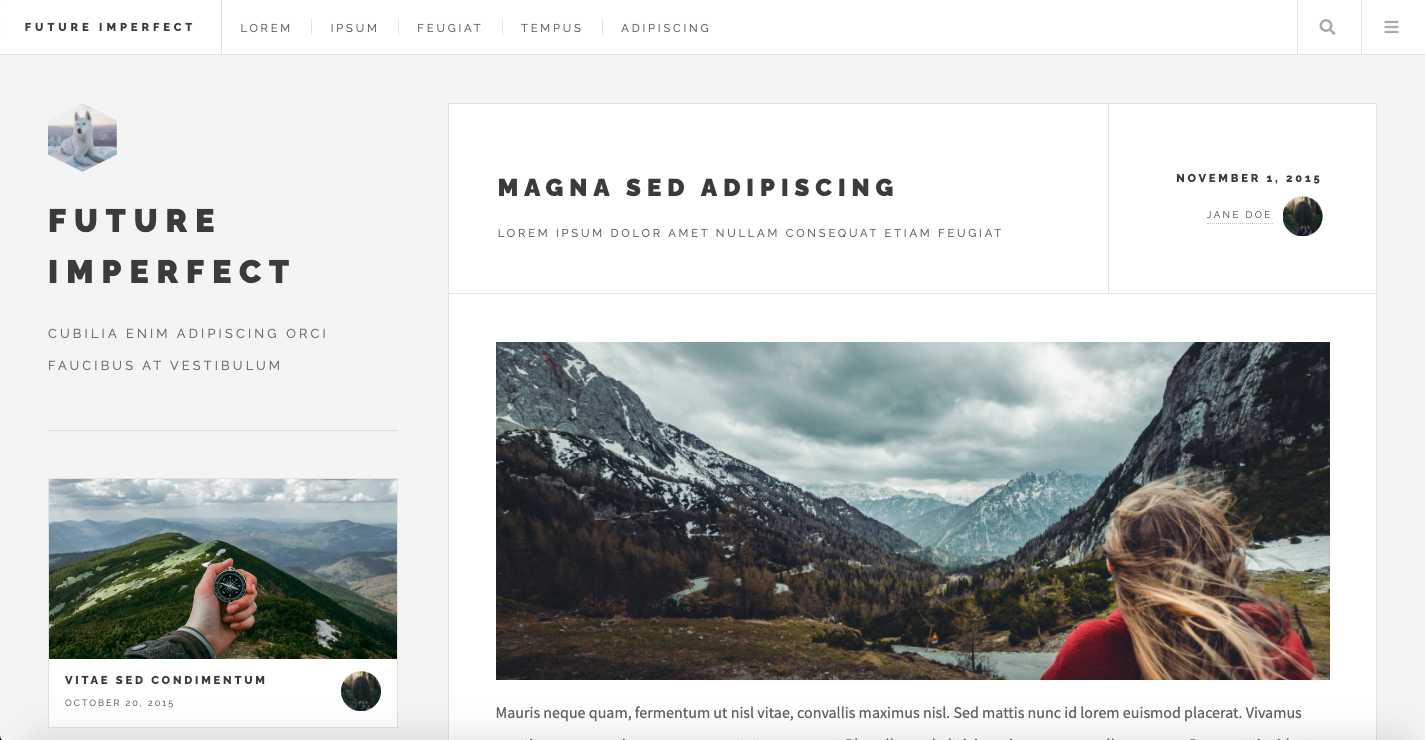 FUTURE IMPERFECT
LOREM
IPSUM
FEUGIAT
TEMPUS
ADIPISCING
FUTURE
IMPERFECT
CUBILIA ENIM ADIPISCING ORCI
FAUCIBUS AT VESTIBULUM
VITAE SED CONDIMENTUM
OCTOBER 20, 2015
MAGNA SED ADIPISCING
LOREM IPSUM DOLOR AMET NULLAM CONSEQUAT ETIAM FEUGIAT
NOVEMBER 1, 2015
JANE DOE
Mauris neque quam, fermentum ut nisl vitae, convallis maximus nisl. Sed mattis nunc id lorem euismod placerat. Vivamus